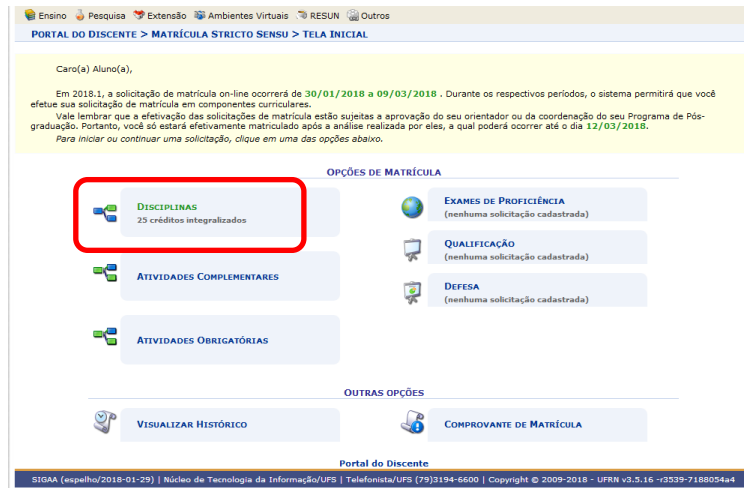 Ensino Pesquisa Extensão Ambientes Virtuais RESUN Outros
PORTAL DO DISCENTE > MATRÍCULA STRICTO SENSU > TELA INICIAL
Caro(a) Aluno(a),
Em 2018.1, a solicitação de matrícula on-line ocorrerá de 30/01/2018 a 09/03/2018 . Durante os respectivos períodos, o sistema permitirá que você
efetue sua solicitação de matrícula em componentes curriculares.
Vale lembrar que a efetivação das solicitações de matrícula estão sujeitas a aprovação do seu orientador ou da coordenação do seu Programa de Pós-
graduação. Portanto, você só estará efetivamente matriculado após a análise realizada por eles, a qual poderá ocorrer até o dia 12/03/2018.
Para iniciar ou continuar uma solicitação, clique em uma das opções abaixo.
OPÇÕES DE MATRÍCULA
DISCIPLINAS
25 créditos integralizados
EXAMES DE PROFICIÊNCIA
(nenhuma solicitação cadastrada)
QUALIFICAÇÃO
(nenhuma solicitação cadastrada)
ATIVIDADES COMPLEMENTARES
DEFESA
(nenhuma solicitação cadastrada)
ATIVIDADES OBRIGATÓRIAS
OUTRAS OPÇÕES
VISUALIZAR HISTÓRICO
COMPROVANTE DE MATRÍCULA
Portal do Discente
SIGAA (espelho/2018-01-29) | Núcleo de Tecnologia da Informação/UFS | Telefonista/UFS (79)3194-6600 | Copyright © 2009-2018 - UFRN v3.5.16 -r3539-7188054a4